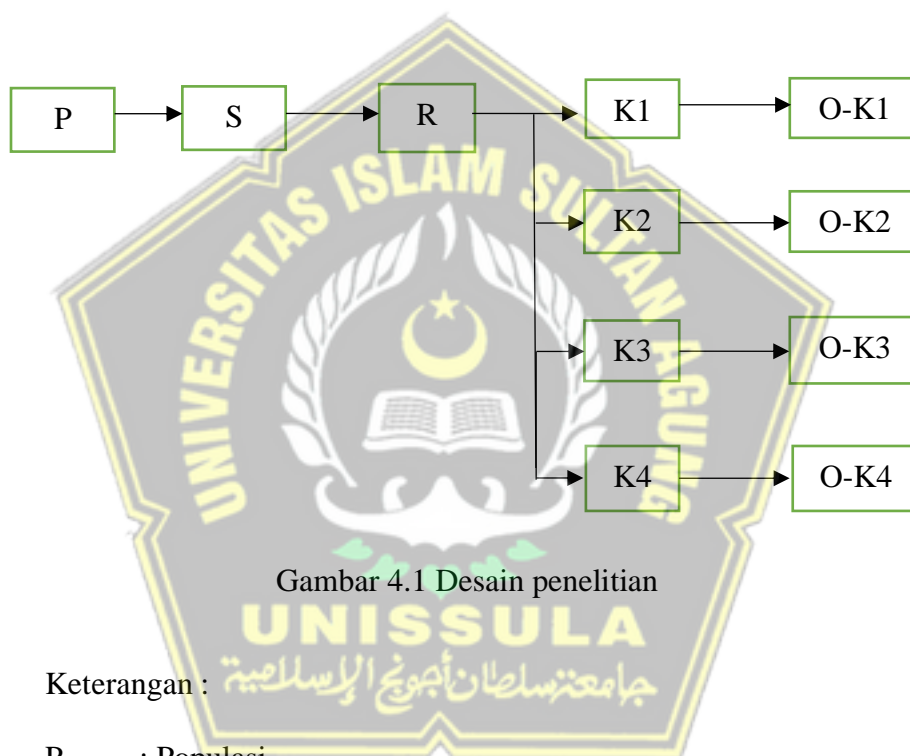 P S R K1 O-K1
K2 O-K2
K3 O-K3
K4 O-K4
UNIVERSITAS ISLAM SULTAN AGUNG
Gambar 4.1 Desain penelitian
UNISSULA
جامعتنسلطان أجونج الإسلامية
Keterangan :
P : Populasi